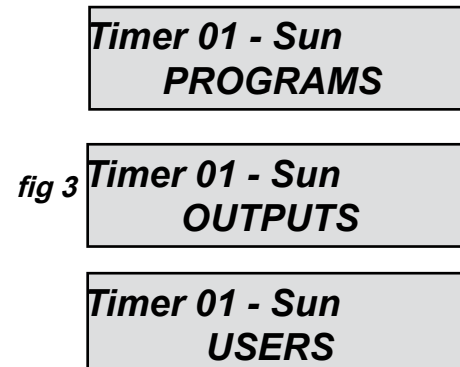 Timer 01 - Sun
PROGRAMS
fig 3
Timer 01 - Sun
OUTPUTS
Timer 01 - Sun
USERS